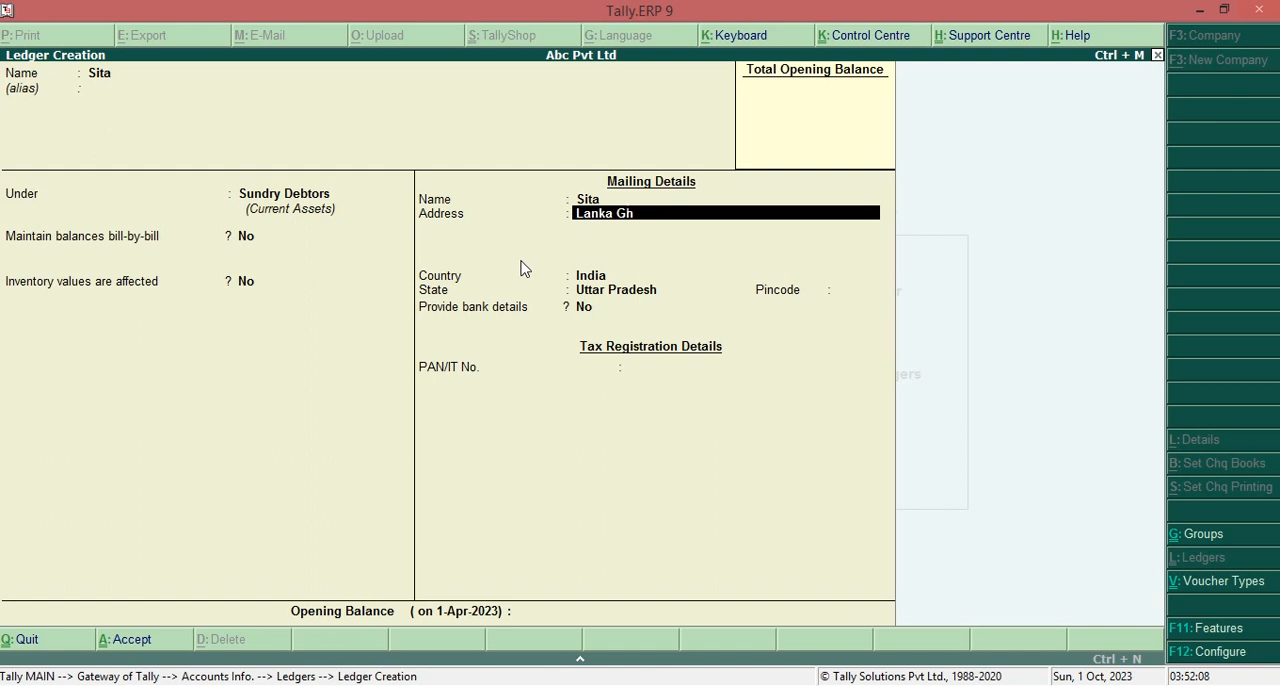 Tally.ERP 9
P: Print
E: Export
M: E-Mail
O: Upload
S: TallyShop
G: Language
K: Keyboard
K: Control Centre
H: Support Centre
H: Help
F3: Company
Ledger Creation
Abc Pvt Ltd
Ctrl + M
F3: New Company
Name : Sita
(alias) :
Total Opening Balance
Under : Sundry Debtors
(Current Assets)
Maintain balances bill-by-bill ? No
Inventory values are affected ? No
Mailing Details
Name : Sita
Address : Lanka Gh
Country : India
State : Uttar Pradesh Pincode :
Provide bank details ? No
Tax Registration Details
PAN/IT No. :
L: Details
B: Set Chq Books
S: Set Chq Printing
G: Groups
L: Ledgers
V: Voucher Types
F11: Features
F12: Configure
Opening Balance ( on 1-Apr-2023) :
Q: Quit
A: Accept
D: Delete
Ctrl + N
Tally MAIN --> Gateway of Tally --> Accounts Info. --> Ledgers --> Ledger Creation
© Tally Solutions Pvt Ltd., 1988-2020
Sun, 1 Oct, 2023
03:52:08